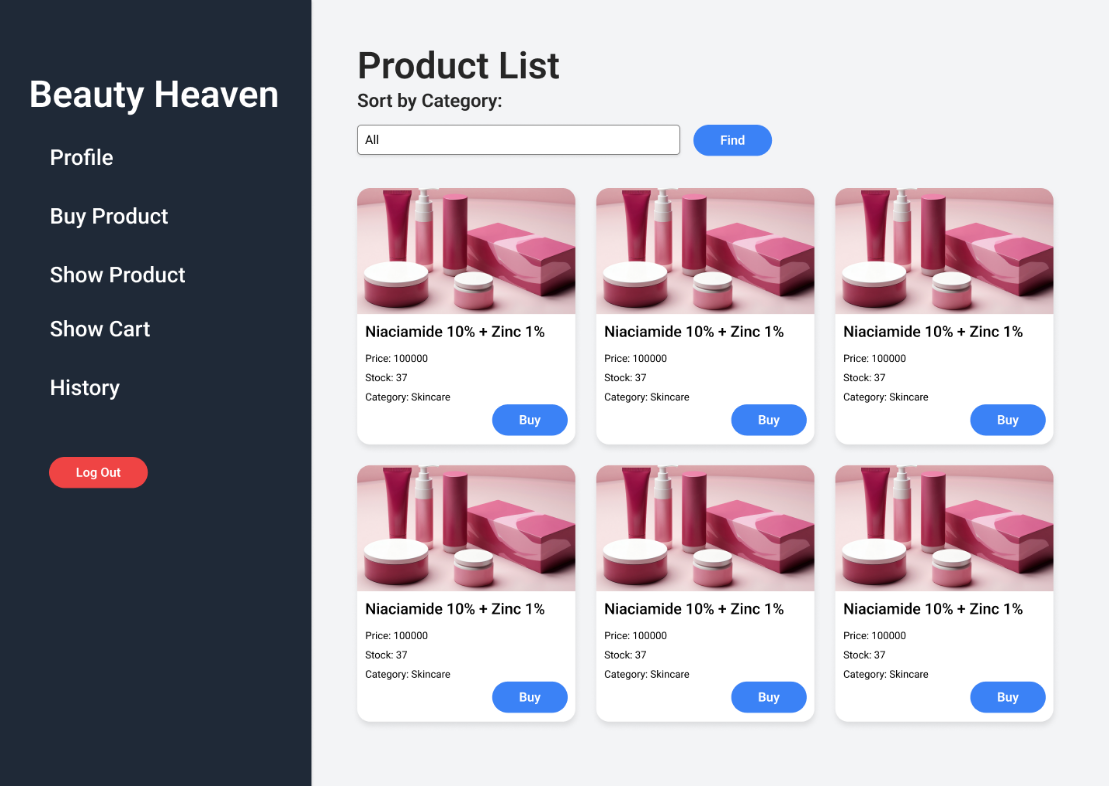 Beauty Heaven
Profile
Buy Product
Show Product
Show Cart
History
Log Out
Product List
Sort by Category:
All
Find
Niaciamide 10% + Zinc 1%
Price: 100000
Stock: 37
Category: Skincare
Buy
Niaciamide 10% + Zinc 1%
Price: 100000
Stock: 37
Category: Skincare
Buy
Niaciamide 10% + Zinc 1%
Price: 100000
Stock: 37
Category: Skincare
Buy
Niaciamide 10% + Zinc 1%
Price: 100000
Stock: 37
Category: Skincare
Buy
Niaciamide 10% + Zinc 1%
Price: 100000
Stock: 37
Category: Skincare
Buy
Niaciamide 10% + Zinc 1%
Price: 100000
Stock: 37
Category: Skincare
Buy